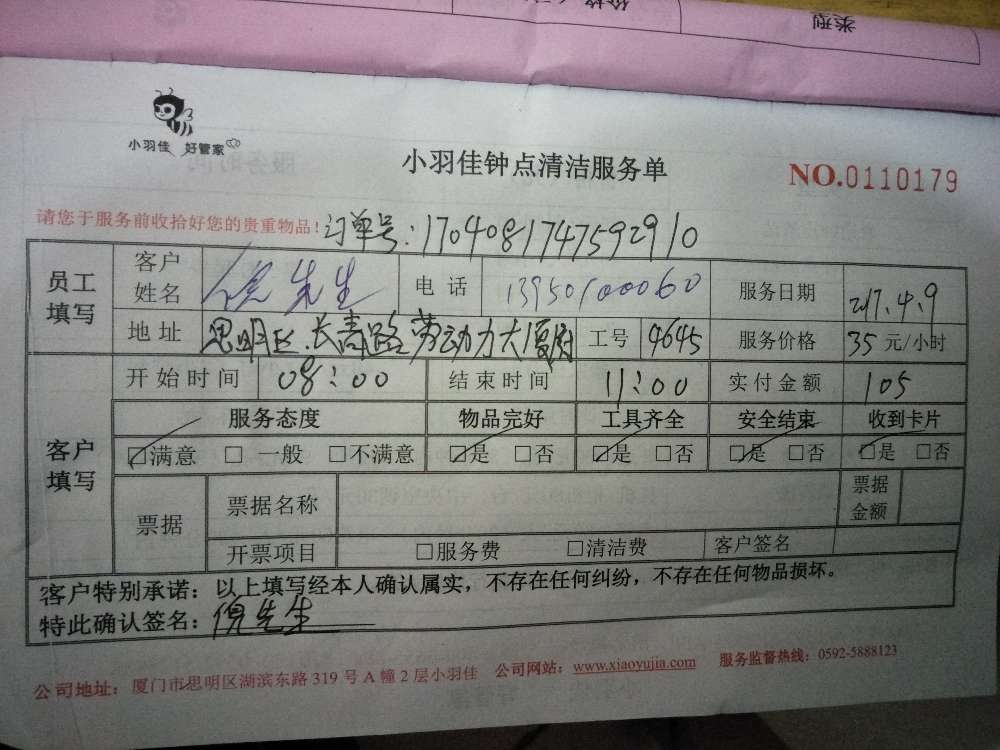 价格
类型
小羽佳 好管家
小羽佳钟点清洁服务单
NO.0110179
请您于服务前收拾好您的贵重物品!
订单号:1704081747592910
员工填写
客户姓名 倪先生 电话 13950100060 服务日期 2017.4.9
地址 思明区.长青路劳动力大厦 工号 4645 服务价格 35元/小时
客户填写
开始时间 08:00 结束时间 11:00 实付金额 105
服务态度 物品完好 工具齐全 安全结束 收到卡片
☑满意 □一般 □不满意 ☑是 □否 ☑是 □否 ☑是 □否 ☑是 □否
票据 票据名称 票据金额
开票项目 □服务费 □清洁费 客户签名
客户特别承诺:以上填写经本人确认属实,不存在任何纠纷,不存在任何物品损坏。
特此确认签名:倪先生
公司地址:厦门市思明区湖滨东路319号A幢2层小羽佳 公司网站:www.xiaoyujia.com 服务监督热线:0592-5888123